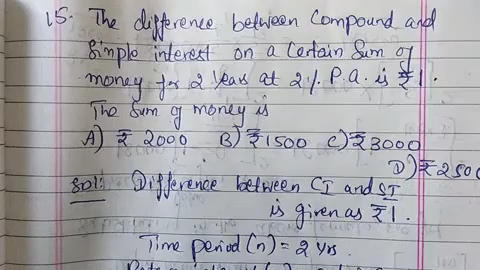 15. The difference between Compound and
Simple interest on a Certain Sum of
money for 2 Years at 2%. P.a. is ₹1.
The Sum of money is
A) ₹ 2000 B) ₹1500 C) ₹3000
D) ₹250
Sol: Difference between CI and SI
is given as ₹1.
Time period (n) = 2 yrs.